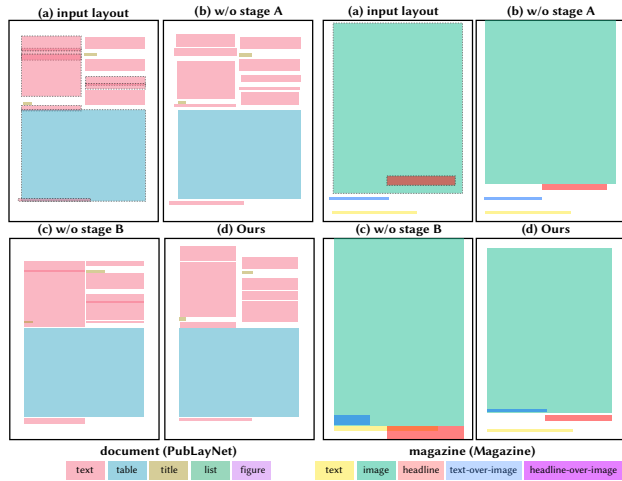 (a) input layout
(b) w/o stage A
(a) input layout
(b) w/o stage A
(c) w/o stage B
(d) Ours
(c) w/o stage B
(d) Ours
document (PubLayNet)
magazine (Magazine)
text
table
title
list
figure
text
image
headline
text-over-image
headline-over-image